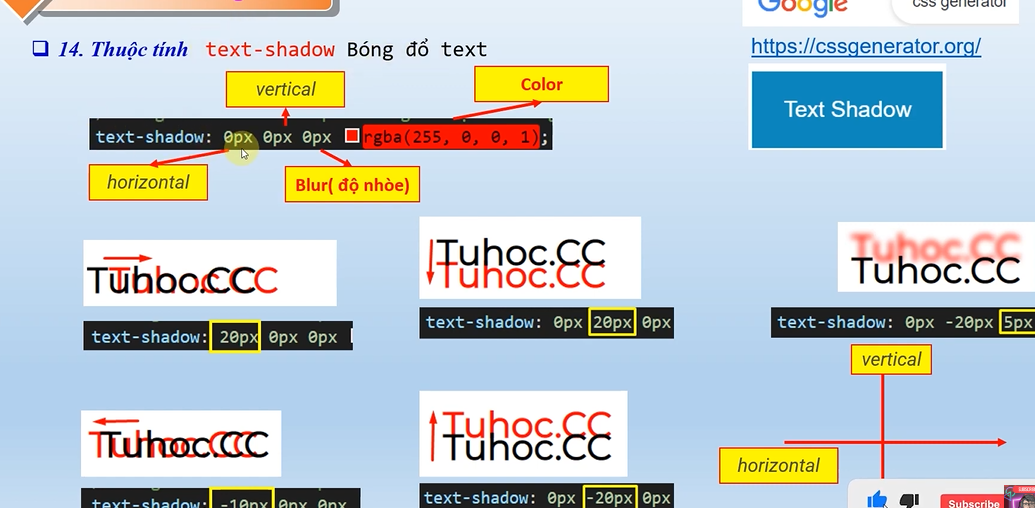 Google
css generator
❑ 14. Thuộc tính text-shadow Bóng đổ text
https://cssgenerator.org/
vertical
Color
Text Shadow
text-shadow: 0px 0px 0px rgba(255, 0, 0, 1);
horizontal
Blur( độ nhòe)
Tuhoc.CC
Tuhoc.CC
Tuhoc.CC
Tuhoc.CC
Tuhoc.CC
Tuhoc.CC
text-shadow: 20px 0px 0px
text-shadow: 0px 20px 0px
text-shadow: 0px -20px 5px
vertical
Tuhoc.CC
Tuhoc.CC
Tuhoc.CC
Tuhoc.CC
horizontal
text-shadow: -10px 0px 0px
text-shadow: 0px -20px 0px
Subscribe